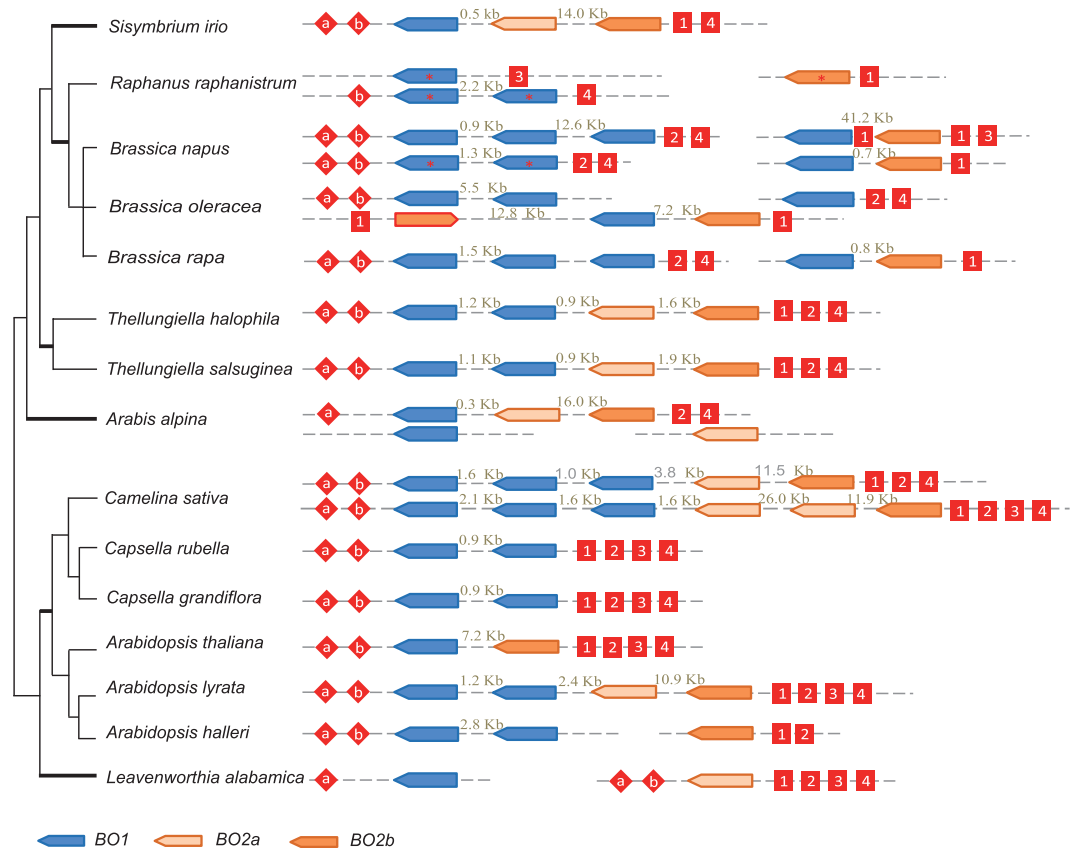 0.5 kb 14.0 Kb
Sisymbrium irio a b 1 4
Raphanus raphanistrum * 3 * 1
2.2 Kb
b * * 4
0.9 Kb 12.6 Kb 41.2 Kb
Brassica napus a b 2 4 1 1 3
1.3 Kb 0.7 Kb
a b * * 2 4 1
5.5 Kb
Brassica oleracea a b 2 4
1 12.8 Kb 7.2 Kb 1
1.5 Kb 0.8 Kb
Brassica rapa a b 2 4 1
1.2 Kb 0.9 Kb 1.6 Kb
Thellungiella halophila a b 1 2 4
1.1 Kb 0.9 Kb 1.9 Kb
Thellungiella salsuginea a b 1 2 4
0.3 Kb 16.0 Kb
Arabis alpina a 2 4
1.6 Kb 1.0 Kb 3.8 Kb 11.5 Kb
Camelina sativa a b 1 2 4
2.1 Kb 1.6 Kb 1.6 Kb 26.0 Kb 11.9 Kb
a b 1 2 3 4
0.9 Kb
Capsella rubella a b 1 2 3 4
0.9 Kb
Capsella grandiflora a b 1 2 3 4
7.2 Kb
Arabidopsis thaliana a b 1 2 3 4
1.2 Kb 2.4 Kb 10.9 Kb
Arabidopsis lyrata a b 1 2 3 4
2.8 Kb
Arabidopsis halleri a b 1 2
Leavenworthia alabamica a a b 1 2 3 4
BO1 BO2a BO2b